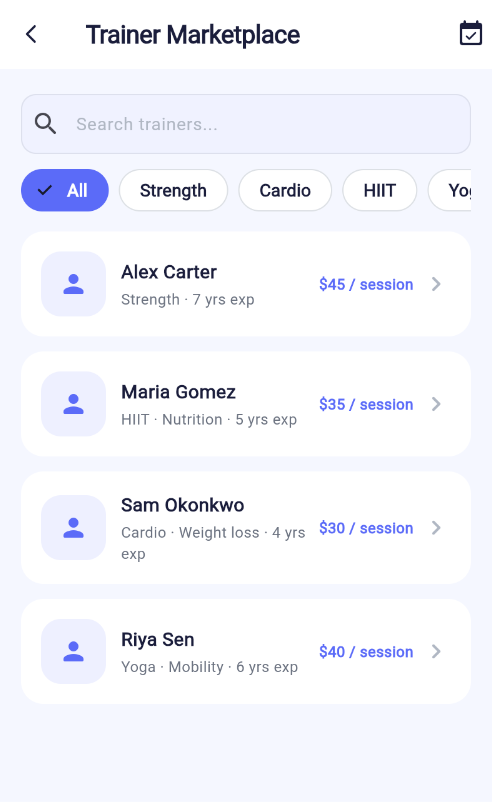 Trainer Marketplace
Search trainers...
All
Strength
Cardio
HIIT
Yog
Alex Carter
Strength · 7 yrs exp
$45 / session
Maria Gomez
HIIT · Nutrition · 5 yrs exp
$35 / session
Sam Okonkwo
Cardio · Weight loss · 4 yrs
exp
$30 / session
Riya Sen
Yoga · Mobility · 6 yrs exp
$40 / session